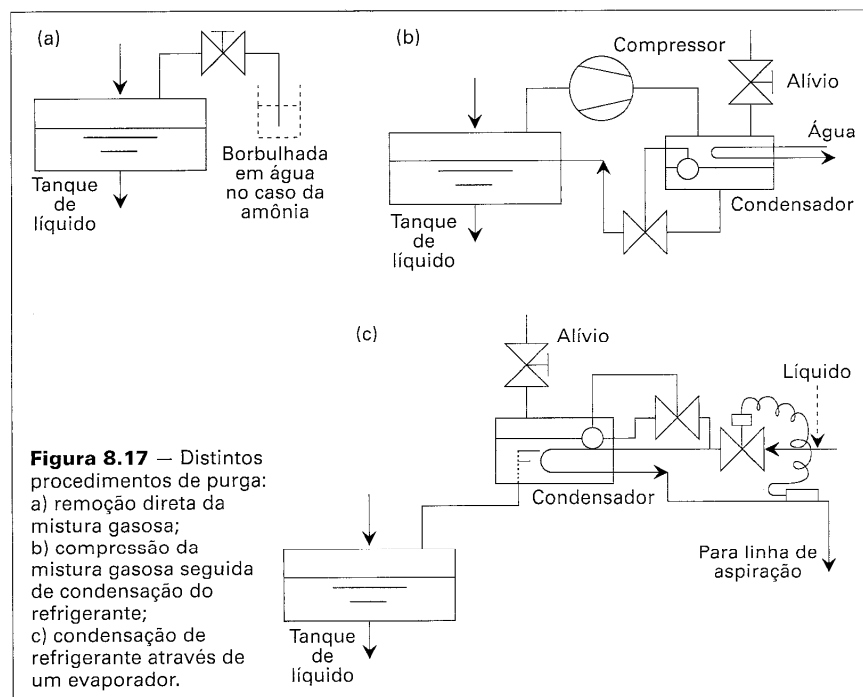 (a)
Borbulhada
em água
no caso da
amônia
Tanque
de
líquido
(b)
Compressor
Alívio
Água
Condensador
Tanque
de
líquido
(c)
Alívio
Líquido
Condensador
Para linha de
aspiração
Tanque
de
líquido
Figura 8.17 — Distintos
procedimentos de purga:
a) remoção direta da
mistura gasosa;
b) compressão da
mistura gasosa seguida
de condensação do
refrigerante;
c) condensação de
refrigerante através de
um evaporador.